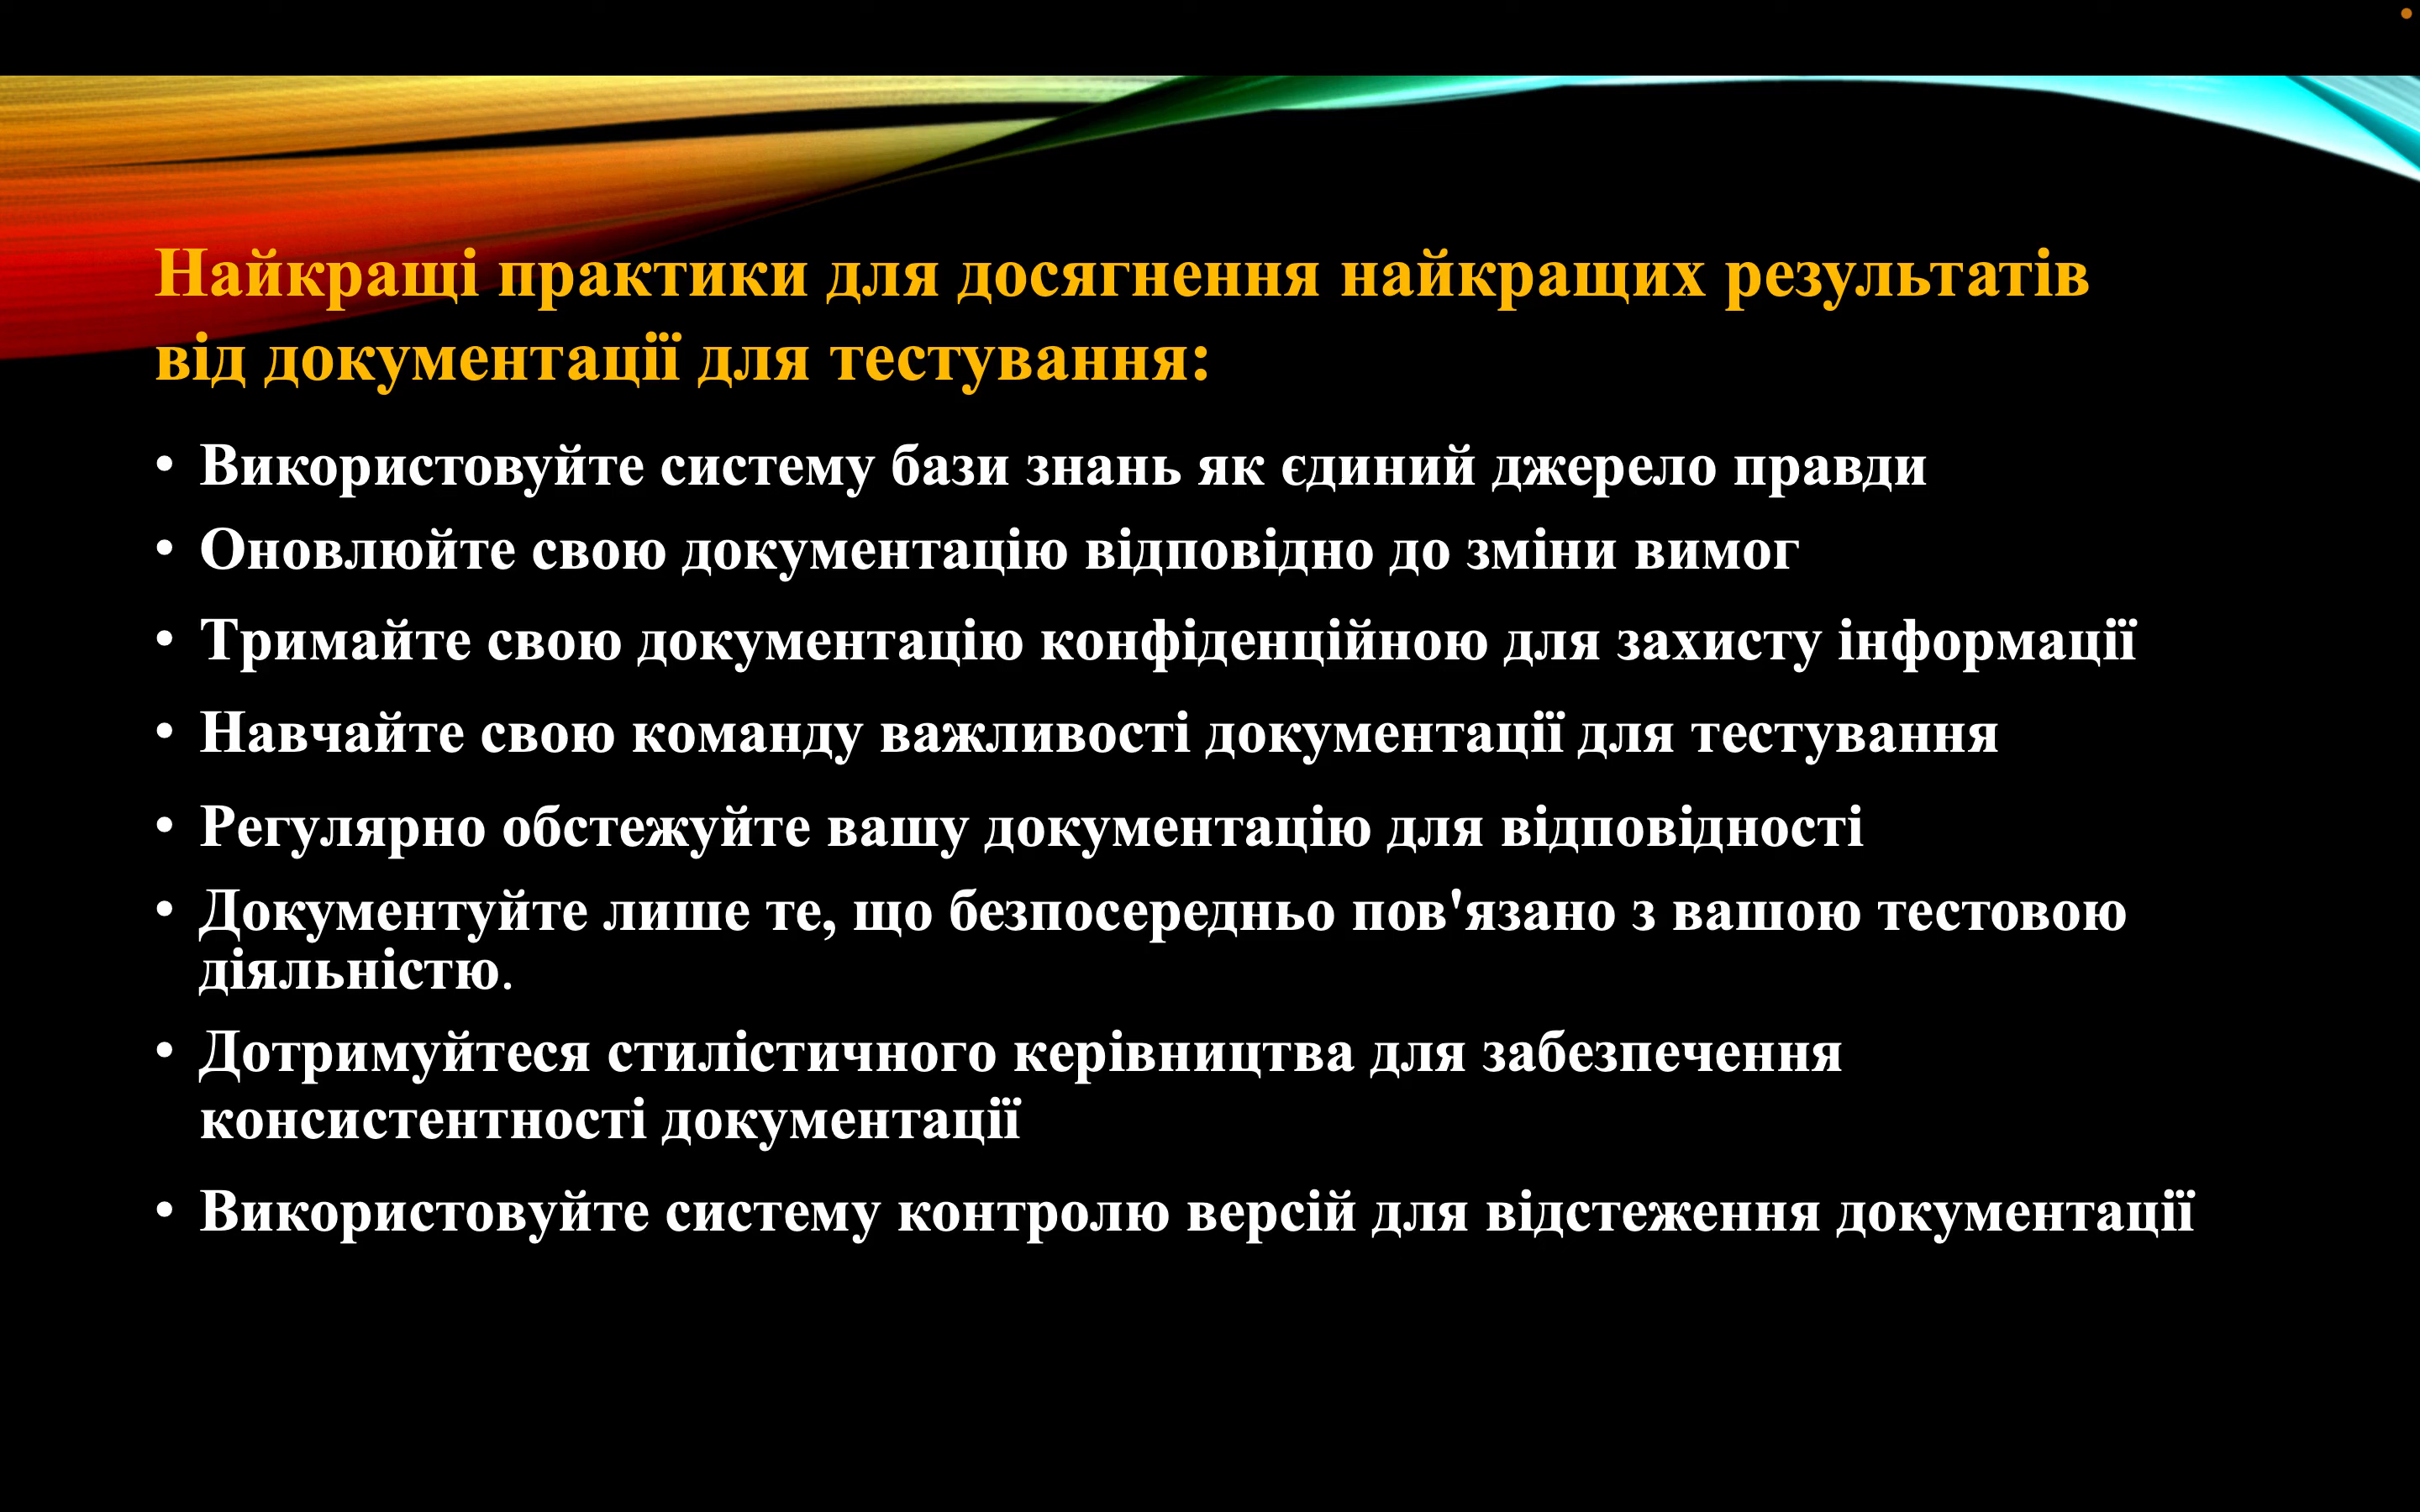 Найкращі практики для досягнення найкращих результатів
від документації для тестування:
• Використовуйте систему бази знань як єдиний джерело правди
• Оновлюйте свою документацію відповідно до зміни вимог
• Тримайте свою документацію конфіденційною для захисту інформації
• Навчайте свою команду важливості документації для тестування
• Регулярно обстежуйте вашу документацію для відповідності
• Документуйте лише те, що безпосередньо пов'язано з вашою тестовою
діяльністю.
• Дотримуйтеся стилістичного керівництва для забезпечення
консистентності документації
• Використовуйте систему контролю версій для відстеження документації